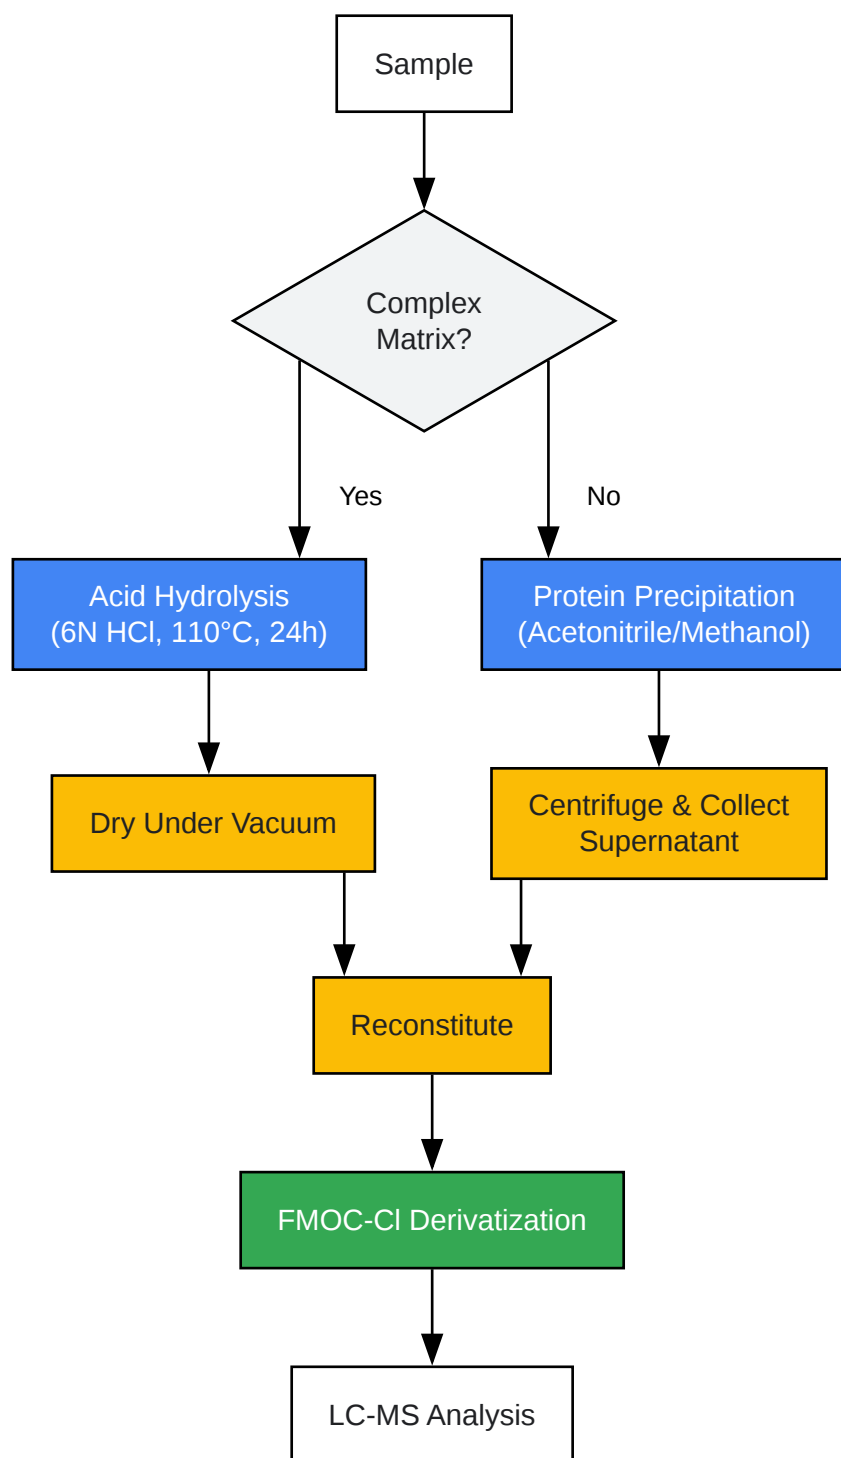 Sample
Complex
Matrix?
Yes
No
Acid Hydrolysis
(6N HCl, 110°C, 24h)
Protein Precipitation
(Acetonitrile/Methanol)
Dry Under Vacuum
Centrifuge & Collect
Supernatant
Reconstitute
FMOC-Cl Derivatization
LC-MS Analysis